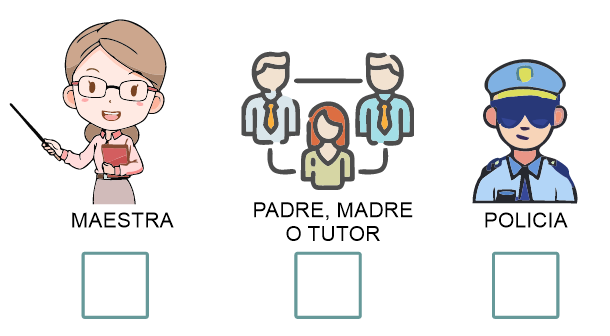 MAESTRA
PADRE, MADRE
O TUTOR
POLICIA